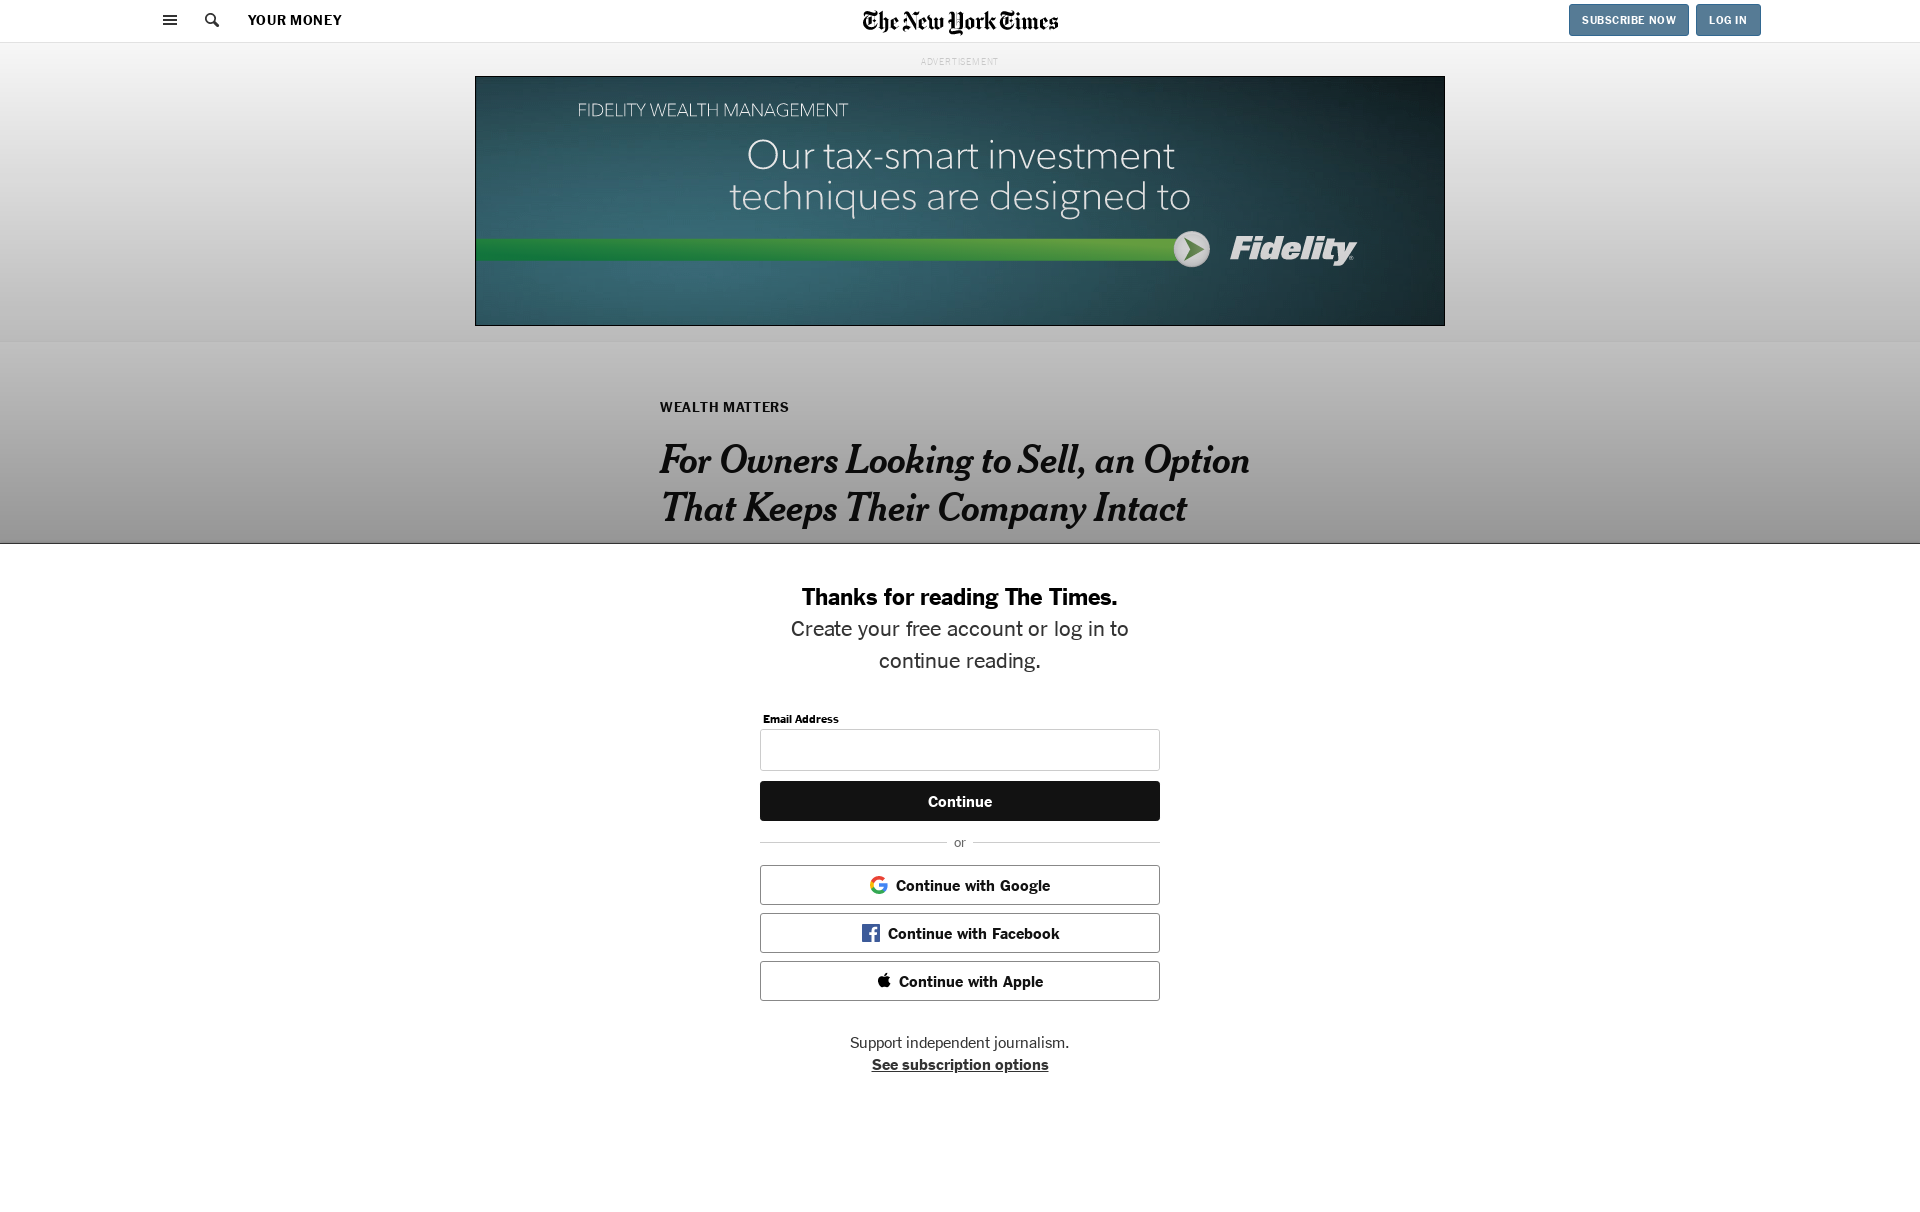 YOUR MONEY
The New York Times
SUBSCRIBE NOW
LOG IN
ADVERTISEMENT
FIDELITY WEALTH MANAGEMENT
Our tax-smart investment
techniques are designed to
Fidelity
WEALTH MATTERS
For Owners Looking to Sell, an Option
That Keeps Their Company Intact
Thanks for reading The Times.
Create your free account or log in to
continue reading.
Email Address
Continue
or
Continue with Google
Continue with Facebook
Continue with Apple
Support independent journalism.
See subscription options